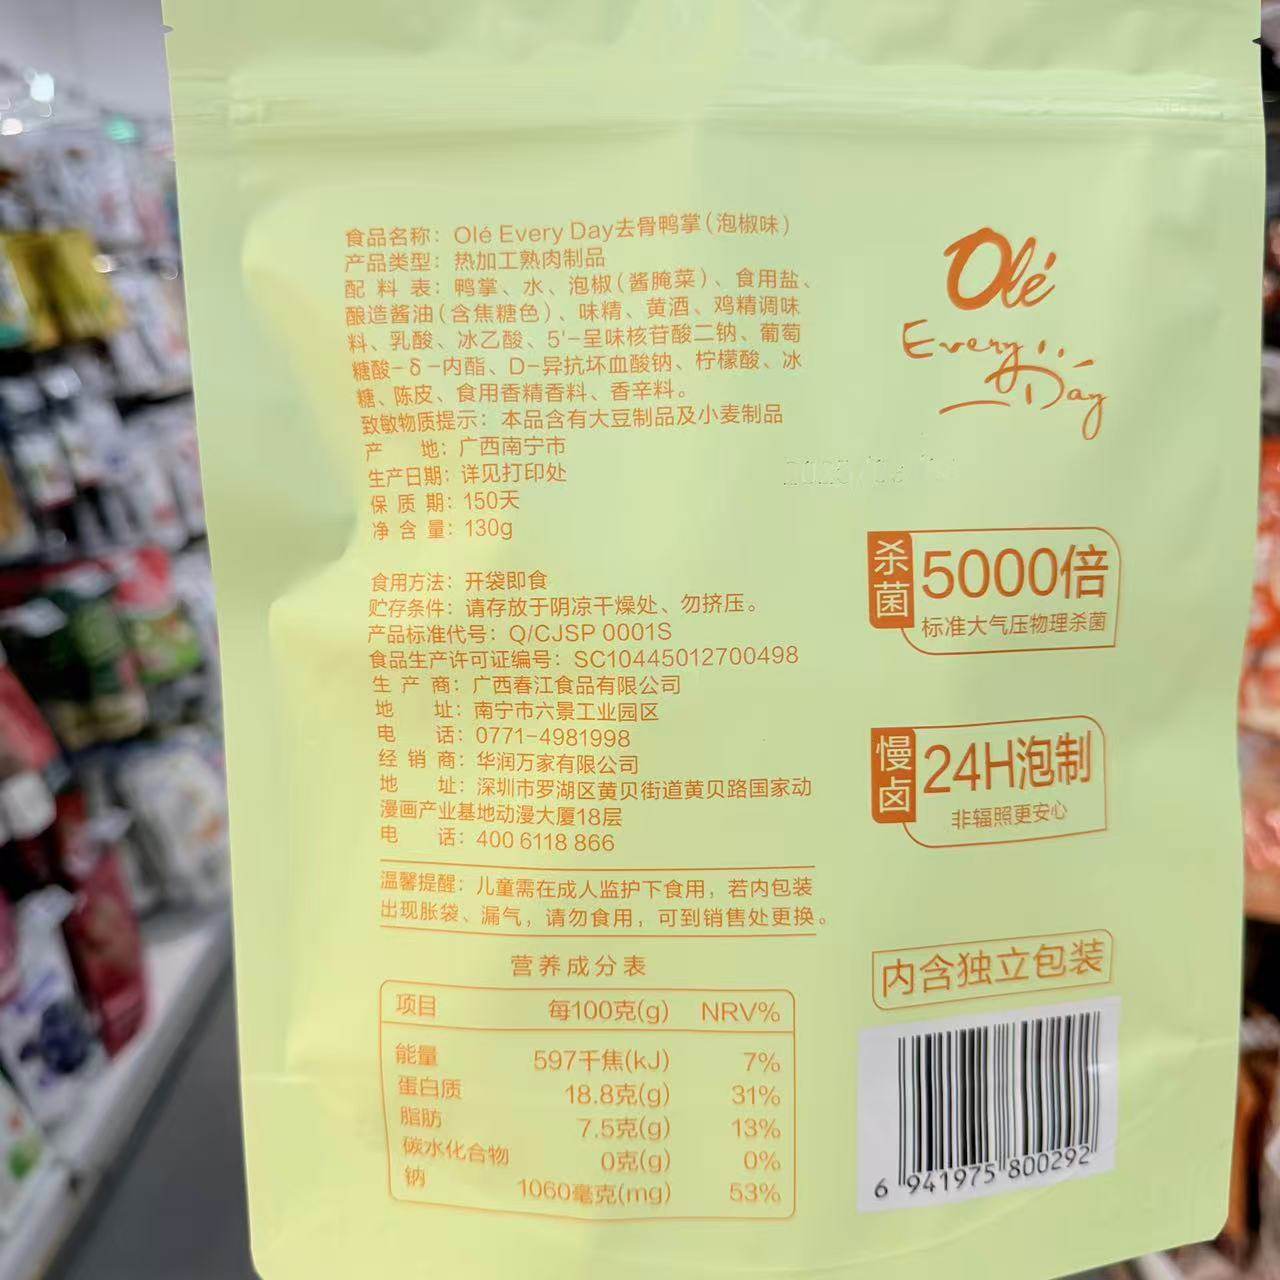 食品名称：Olé Every Day去骨鸭掌（泡椒味）
产品类型：热加工熟肉制品
配 料 表：鸭掌、水、泡椒（酱腌菜）、食用盐、
酿造酱油（含焦糖色）、味精、黄酒、鸡精调味
料、乳酸、冰乙酸、5'-呈味核苷酸二钠、葡萄
糖酸-δ-内酯、D-异抗坏血酸钠、柠檬酸、冰
糖、陈皮、食用香精香料、香辛料。
致敏物质提示：本品含有大豆制品及小麦制品
产 地：广西南宁市
生产日期：详见打印处
保 质 期：150天
净 含 量：130g
食用方法：开袋即食
贮存条件：请存放于阴凉干燥处、勿挤压。
产品标准代号：Q/CJSP 0001S
食品生产许可证编号：SC10445012700498
生 产 商：广西春江食品有限公司
地 址：南宁市六景工业园区
电 话：0771-4981998
经 销 商：华润万家有限公司
地 址：深圳市罗湖区黄贝街道黄贝路国家动
漫画产业基地动漫大厦18层
电 话：400 6118 866
温馨提醒：儿童需在成人监护下食用，若内包装
出现胀袋、漏气，请勿食用，可到销售处更换。
营养成分表
项目 每100克(g) NRV%
能量 597千焦(kJ) 7%
蛋白质 18.8克(g) 31%
脂肪 7.5克(g) 13%
碳水化合物 0克(g) 0%
钠 1060毫克(mg) 53%
Olé
Every
Day
杀菌
5000倍
标准大气压物理杀菌
慢卤
24H泡制
非辐照更安心
内含独立包装
6 941975 800292